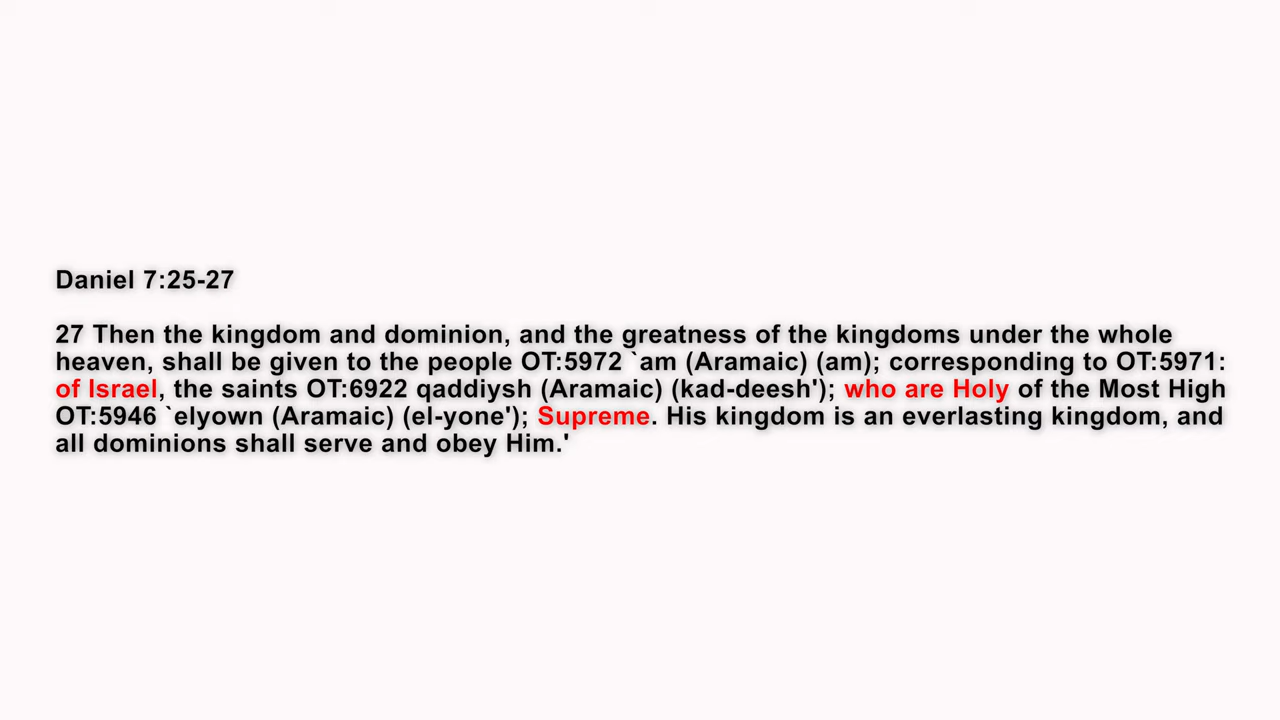 Daniel 7:25-27
27 Then the kingdom and dominion, and the greatness of the kingdoms under the whole
heaven, shall be given to the people OT:5972 `am (Aramaic) (am); corresponding to OT:5971:
of Israel, the saints OT:6922 qaddiysh (Aramaic) (kad-deesh'); who are Holy of the Most High
OT:5946 `elyown (Aramaic) (el-yone'); Supreme. His kingdom is an everlasting kingdom, and
all dominions shall serve and obey Him.'